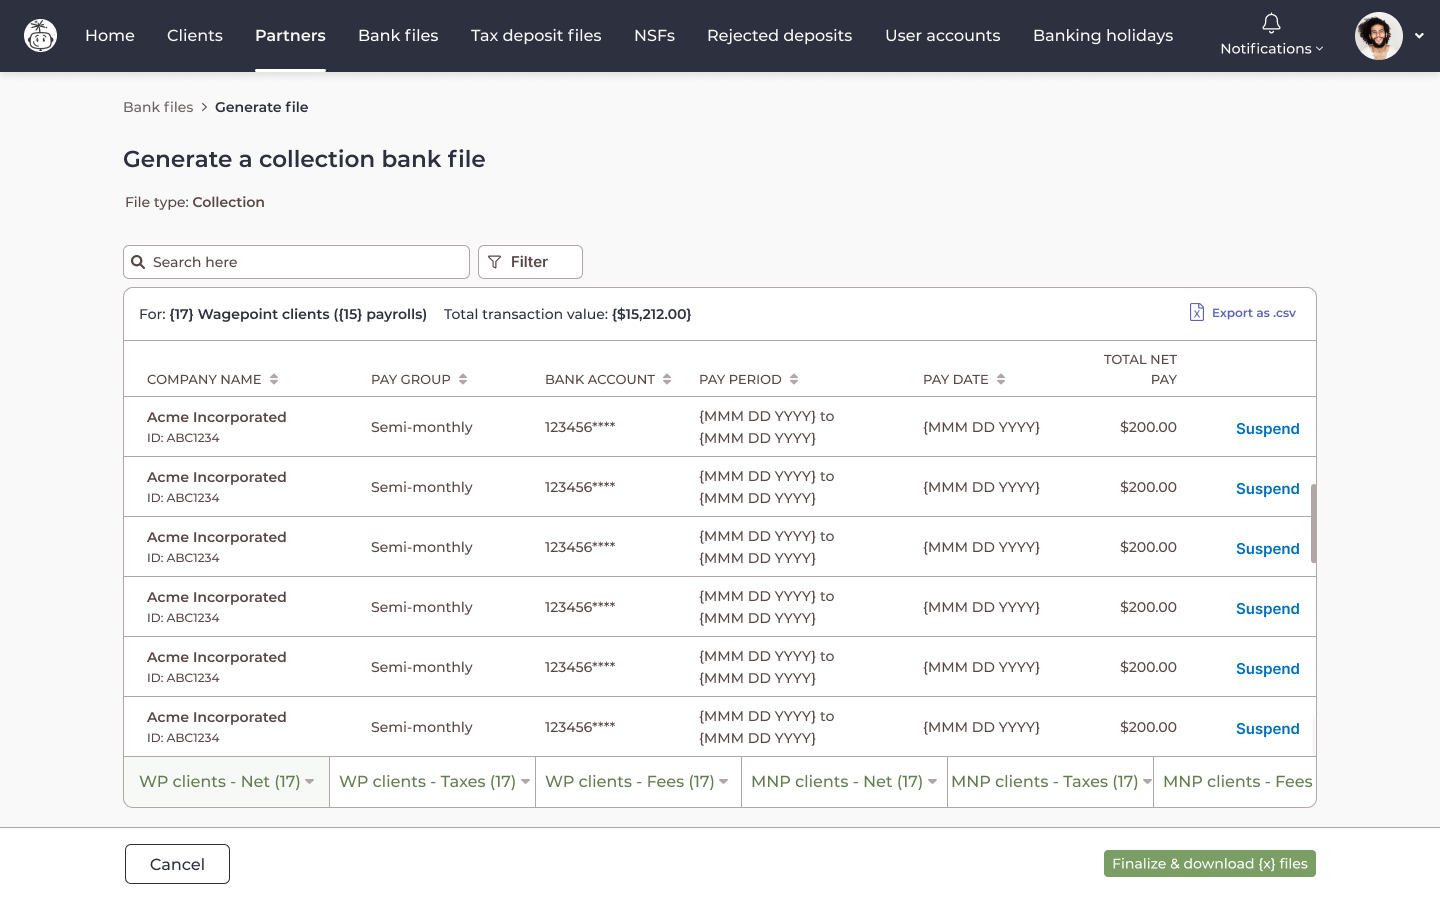 Home Clients Partners Bank files Tax deposit files NSFs Rejected deposits User accounts Banking holidays Notifications
Bank files > Generate file
Generate a collection bank file
File type: Collection
Search here Filter
For: {17} Wagepoint clients ({15} payrolls) Total transaction value: {$15,212.00} Export as .csv
COMPANY NAME PAY GROUP BANK ACCOUNT PAY PERIOD PAY DATE TOTAL NET PAY
Acme Incorporated
ID: ABC1234
Semi-monthly
123456****
{MMM DD YYYY} to
{MMM DD YYYY}
{MMM DD YYYY}
$200.00
Suspend
Acme Incorporated
ID: ABC1234
Semi-monthly
123456****
{MMM DD YYYY} to
{MMM DD YYYY}
{MMM DD YYYY}
$200.00
Suspend
Acme Incorporated
ID: ABC1234
Semi-monthly
123456****
{MMM DD YYYY} to
{MMM DD YYYY}
{MMM DD YYYY}
$200.00
Suspend
Acme Incorporated
ID: ABC1234
Semi-monthly
123456****
{MMM DD YYYY} to
{MMM DD YYYY}
{MMM DD YYYY}
$200.00
Suspend
Acme Incorporated
ID: ABC1234
Semi-monthly
123456****
{MMM DD YYYY} to
{MMM DD YYYY}
{MMM DD YYYY}
$200.00
Suspend
Acme Incorporated
ID: ABC1234
Semi-monthly
123456****
{MMM DD YYYY} to
{MMM DD YYYY}
{MMM DD YYYY}
$200.00
Suspend
WP clients - Net (17) WP clients - Taxes (17) WP clients - Fees (17) MNP clients - Net (17) MNP clients - Taxes (17) MNP clients - Fees
Cancel Finalize & download {x} files